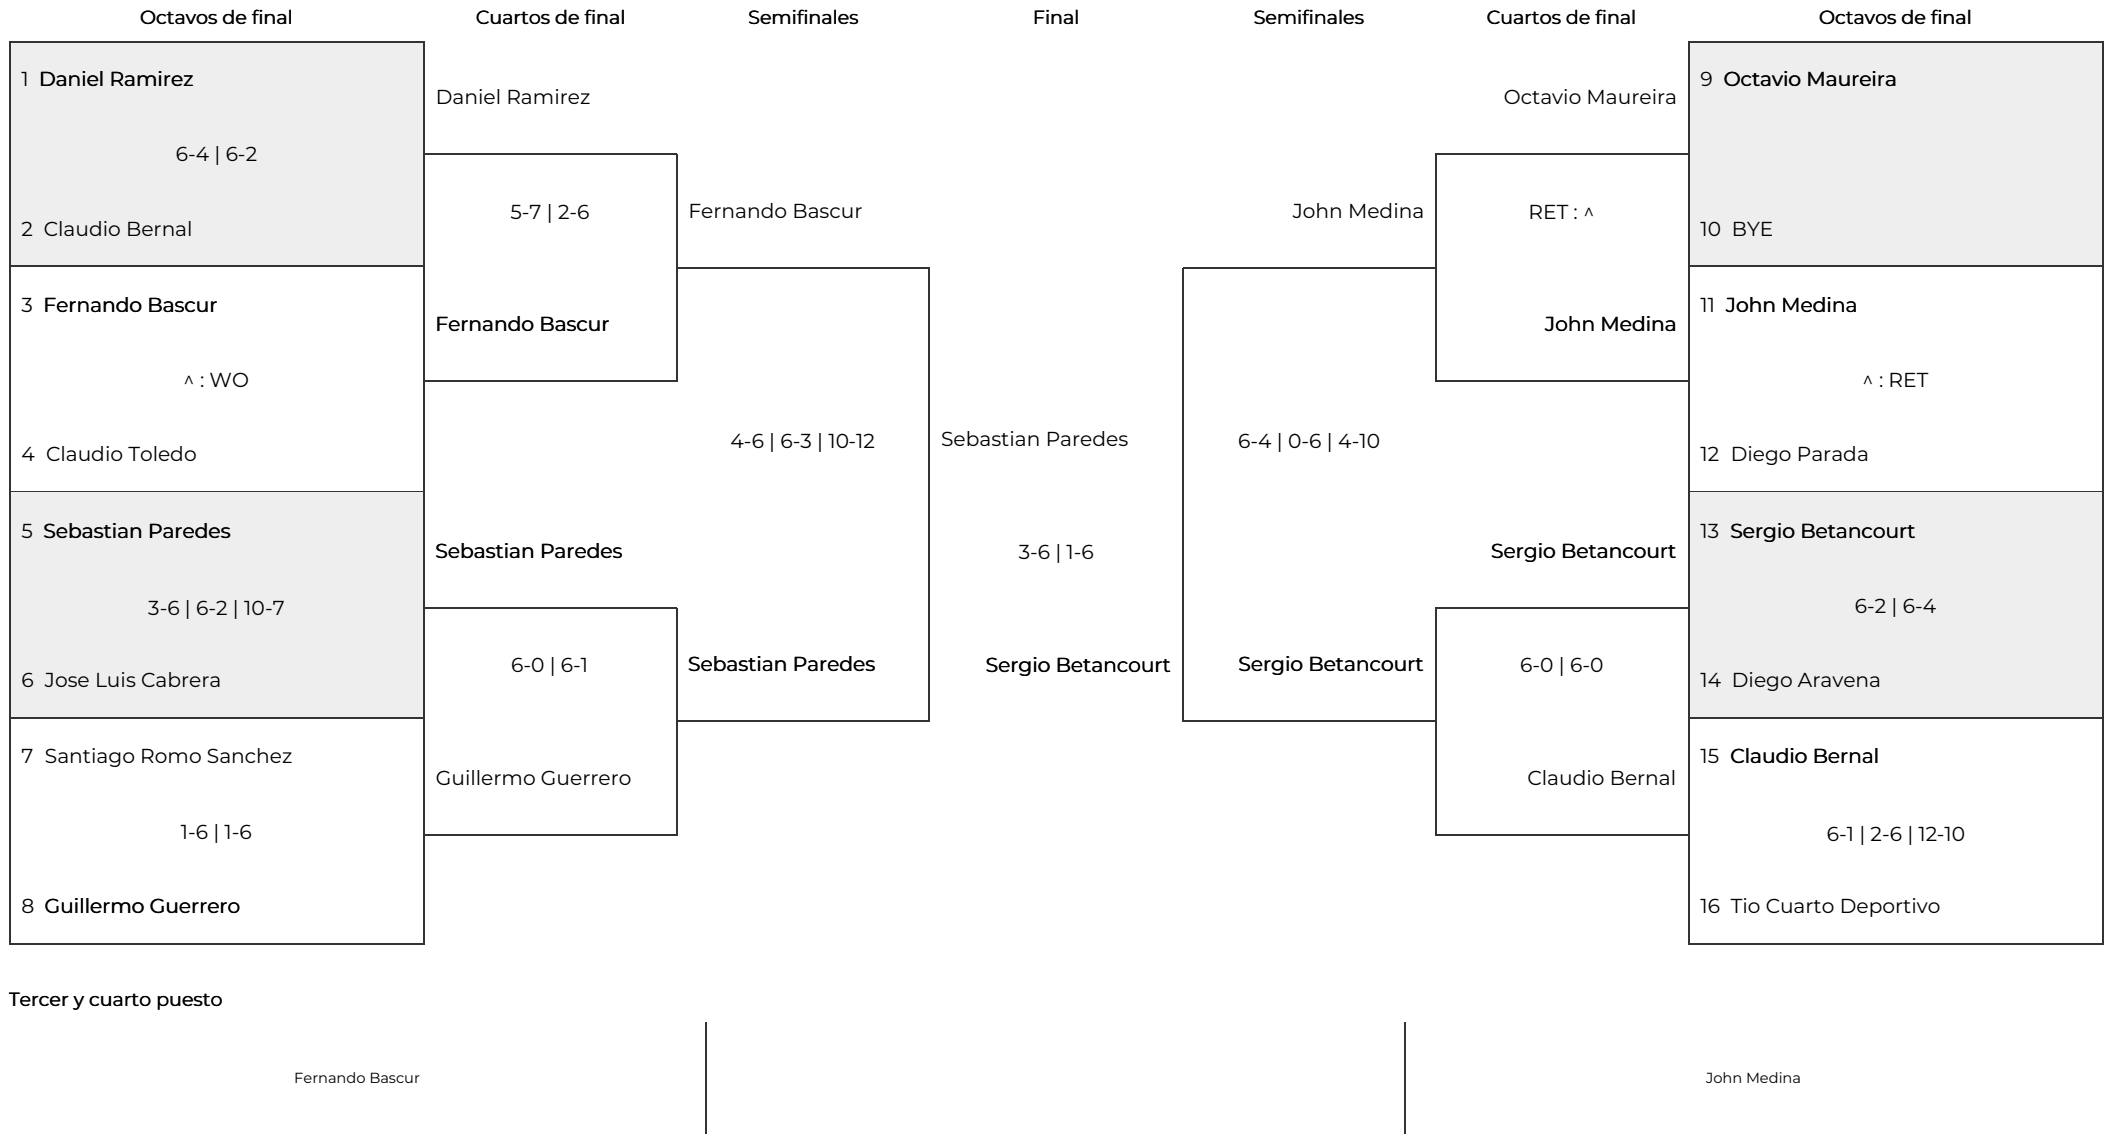 Octavos de final
Cuartos de final
Semifinales
Final
Semifinales
Cuartos de final
Octavos de final
1 Daniel Ramirez
6-4 | 6-2
2 Claudio Bernal
3 Fernando Bascur
^ : WO
4 Claudio Toledo
5 Sebastian Paredes
3-6 | 6-2 | 10-7
6 Jose Luis Cabrera
7 Santiago Romo Sanchez
1-6 | 1-6
8 Guillermo Guerrero
Daniel Ramirez
5-7 | 2-6
Fernando Bascur
Sebastian Paredes
6-0 | 6-1
Guillermo Guerrero
Fernando Bascur
4-6 | 6-3 | 10-12
Sebastian Paredes
Sebastian Paredes
3-6 | 1-6
Sergio Betancourt
John Medina
6-4 | 0-6 | 4-10
Sergio Betancourt
Octavio Maureira
RET : ^
John Medina
Sergio Betancourt
6-0 | 6-0
Claudio Bernal
9 Octavio Maureira
10 BYE
11 John Medina
^ : RET
12 Diego Parada
13 Sergio Betancourt
6-2 | 6-4
14 Diego Aravena
15 Claudio Bernal
6-1 | 2-6 | 12-10
16 Tio Cuarto Deportivo
Tercer y cuarto puesto
Fernando Bascur
John Medina